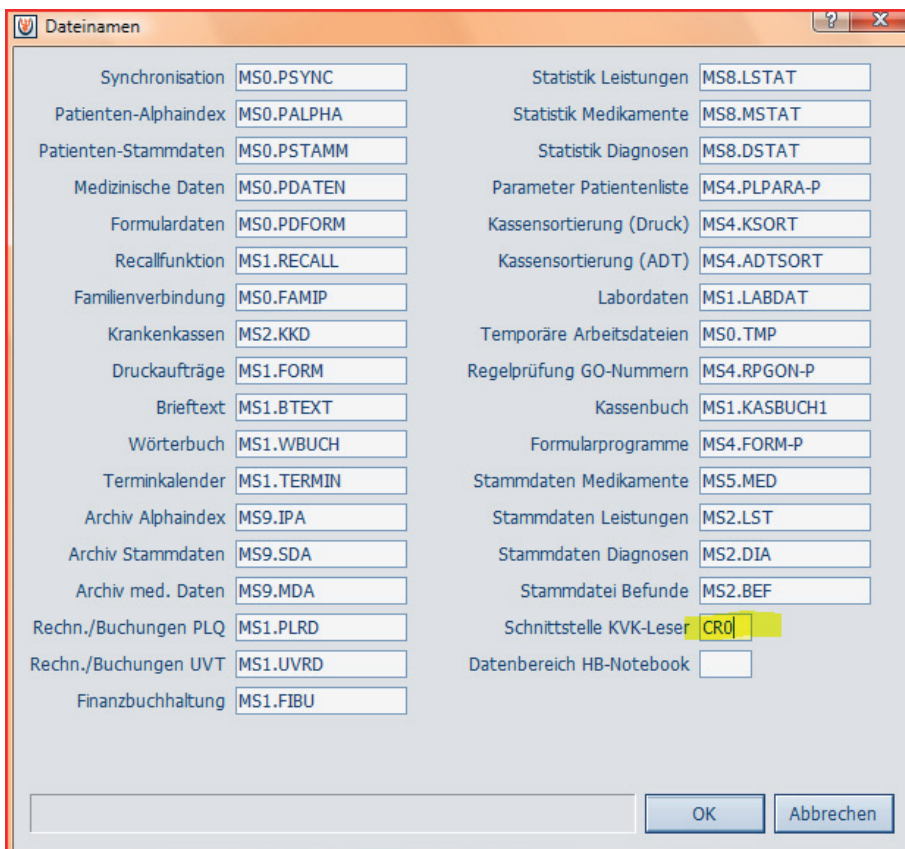 Dateinamen
Synchronisation MS0.PSYNC
Patienten-Alphaindex MS0.PALPHA
Patienten-Stammdaten MS0.PSTAMM
Medizinische Daten MS0.PDATEN
Formulardaten MS0.PDFORM
Recallfunktion MS1.RECALL
Familienverbindung MS0.FAMIP
Krankenkassen MS2.KKD
Druckaufträge MS1.FORM
Brieftext MS1.BTEXT
Wörterbuch MS1.WBUCH
Terminkalender MS1.TERMIN
Archiv Alphaindex MS9.IPA
Archiv Stammdaten MS9.SDA
Archiv med. Daten MS9.MDA
Rechn./Buchungen PLQ MS1.PLRD
Rechn./Buchungen UVT MS1.UVRD
Finanzbuchhaltung MS1.FIBU
Statistik Leistungen MS8.LSTAT
Statistik Medikamente MS8.MSTAT
Statistik Diagnosen MS8.DSTAT
Parameter Patientenliste MS4.PLPARA-P
Kassensortierung (Druck) MS4.KSORT
Kassensortierung (ADT) MS4.ADTSORT
Labordaten MS1.LABDAT
Temporäre Arbeitsdateien MS0.TMP
Regelprüfung GO-Nummern MS4.RPGON-P
Kassenbuch MS1.KASBUCH1
Formularprogramme MS4.FORM-P
Stammdaten Medikamente MS5.MED
Stammdaten Leistungen MS2.LST
Stammdaten Diagnosen MS2.DIA
Stammdatei Befunde MS2.BEF
Schnittstelle KVK-Leser CR0
Datenbereich HB-Notebook
OK Abbrechen